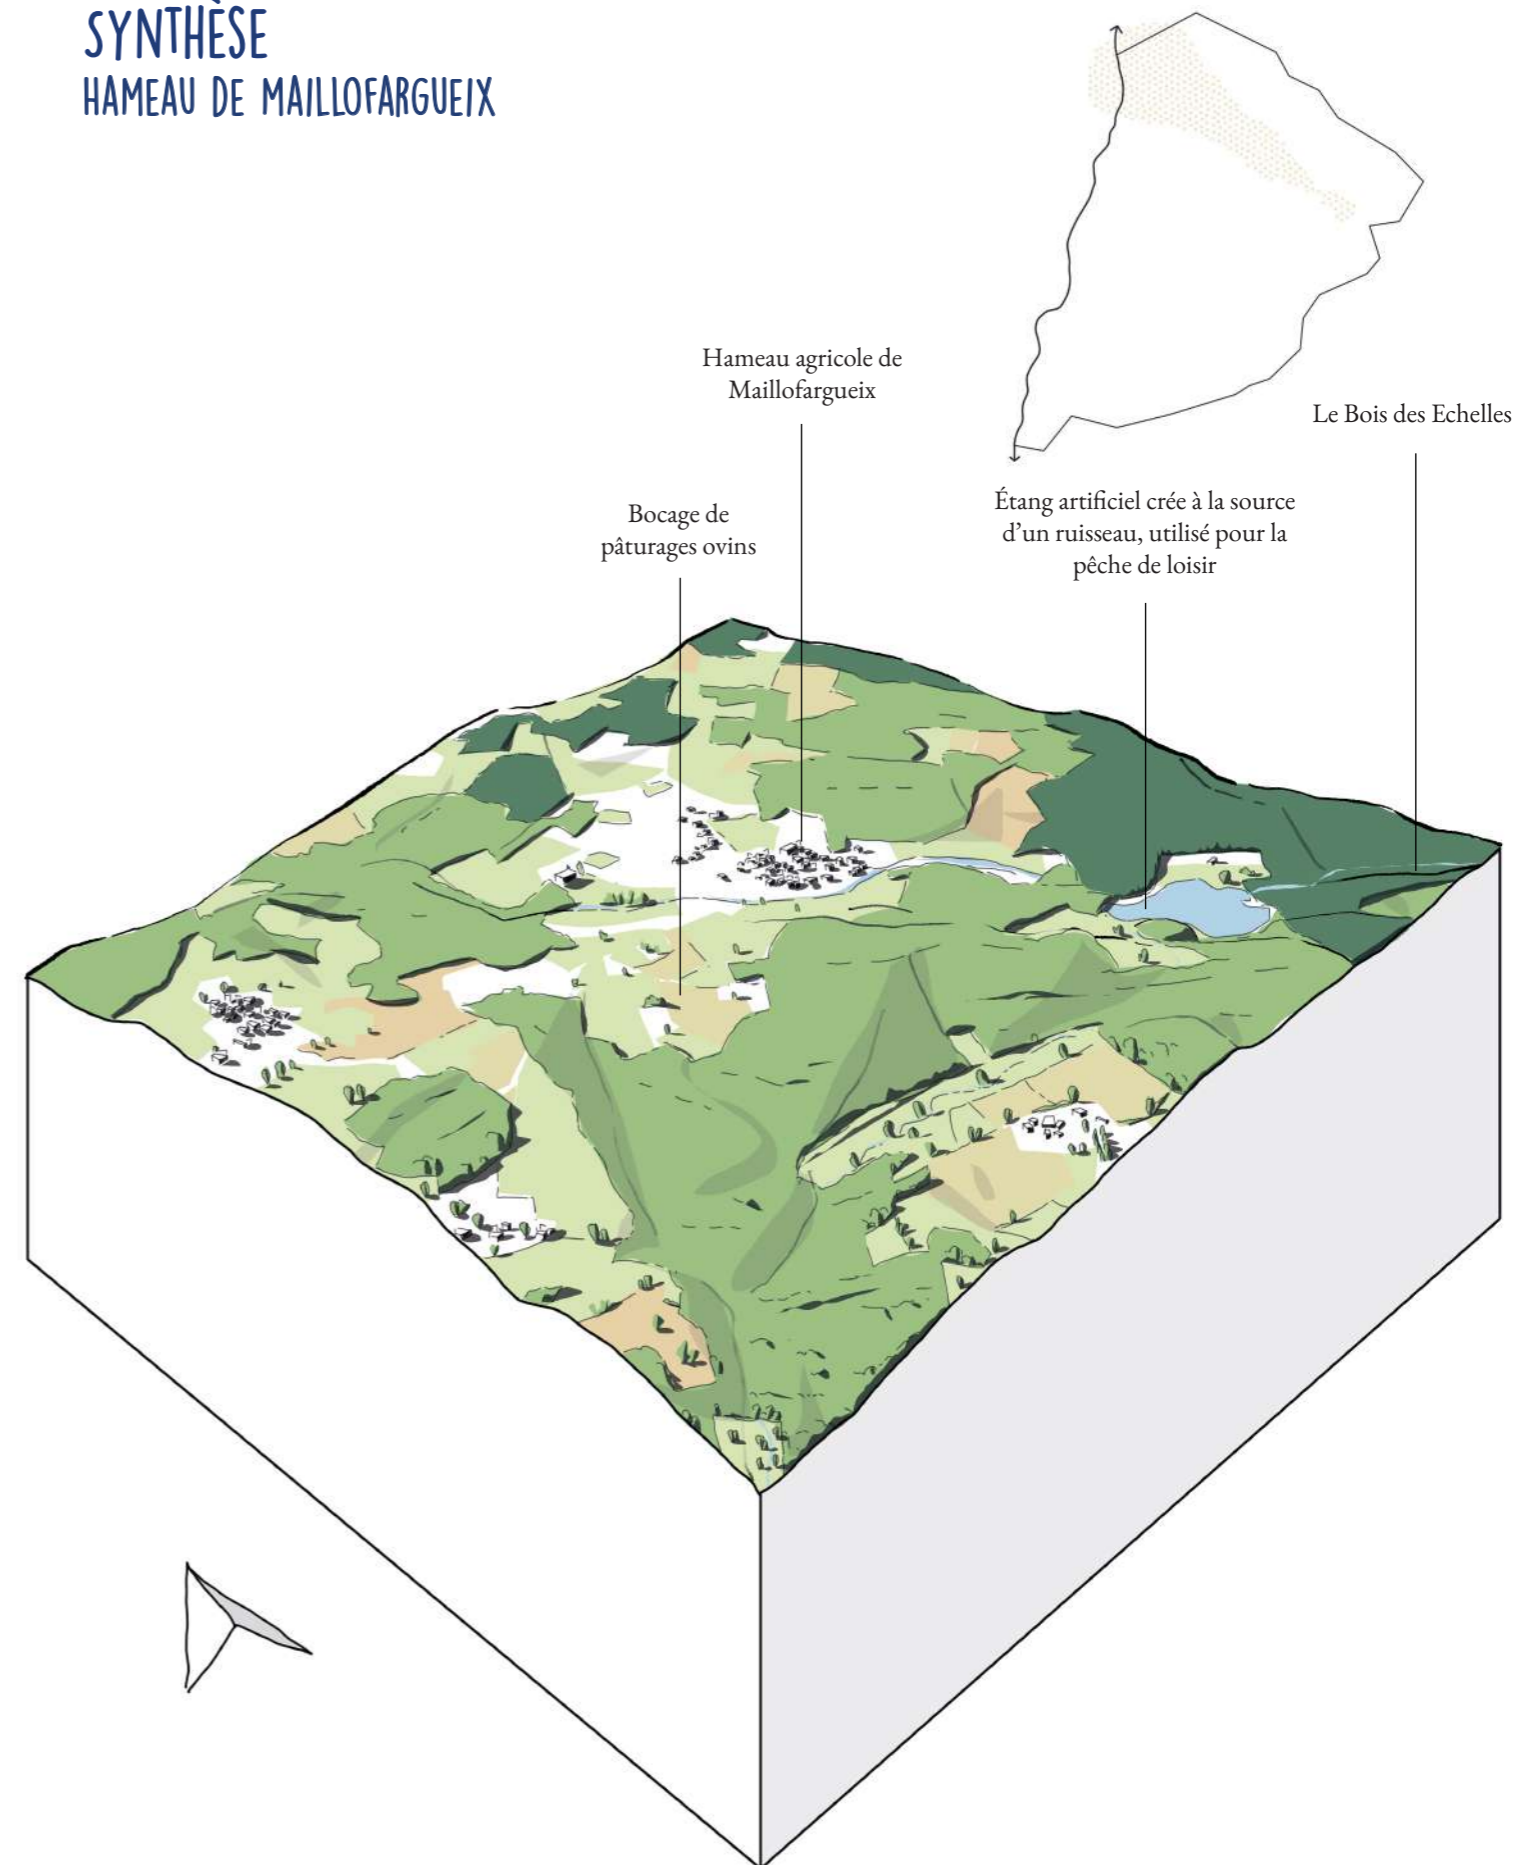 SYNTHÈSE
HAMEAU DE MAILLOFARGUEIX
Hameau agricole de
Maillofargueix
Le Bois des Echelles
Bocage de
pâturages ovins
Étang artificiel crée à la source
d'un ruisseau, utilisé pour la
pêche de loisir